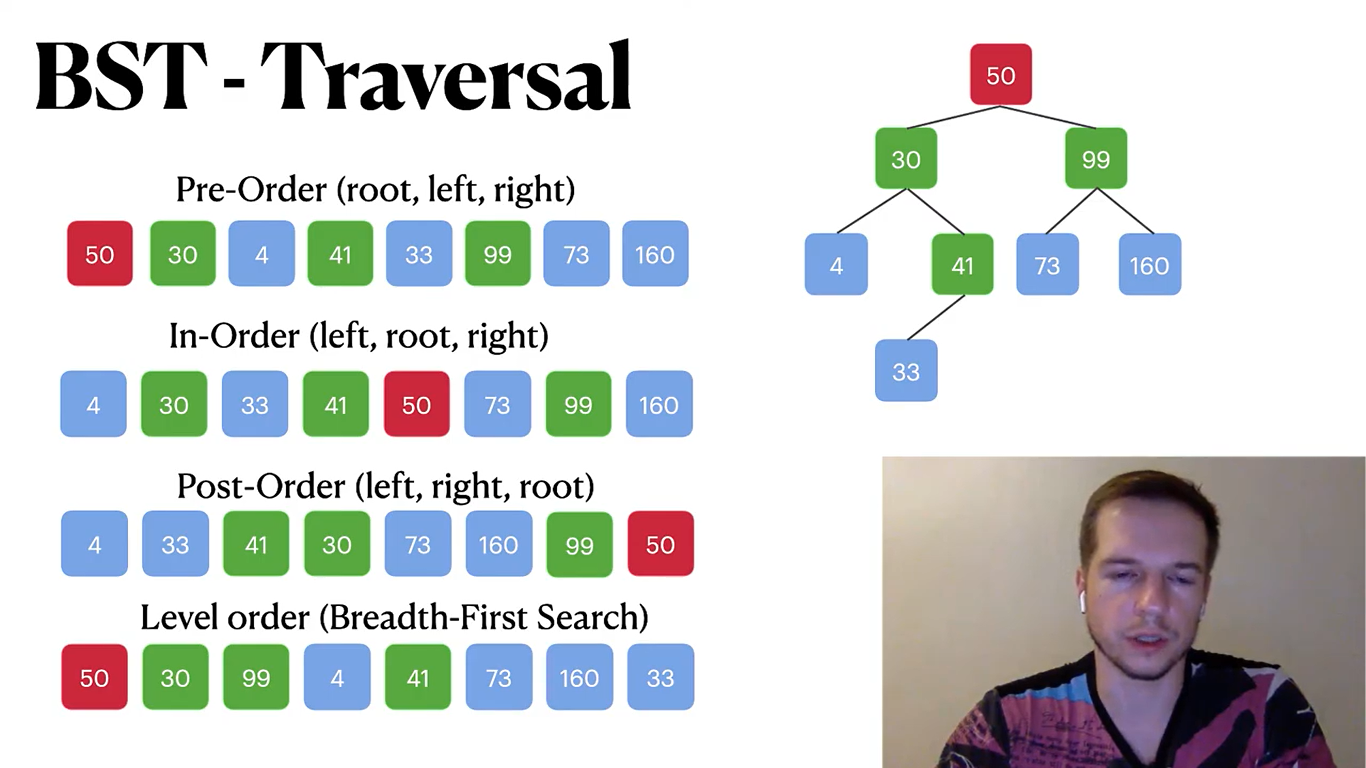 BST - Traversal
Pre-Order (root, left, right)
50 30 4 41 33 99 73 160
In-Order (left, root, right)
4 30 33 41 50 73 99 160
Post-Order (left, right, root)
4 33 41 30 73 160 99 50
Level order (Breadth-First Search)
50 30 99 4 41 73 160 33
50
30 99
4 41 73 160
33